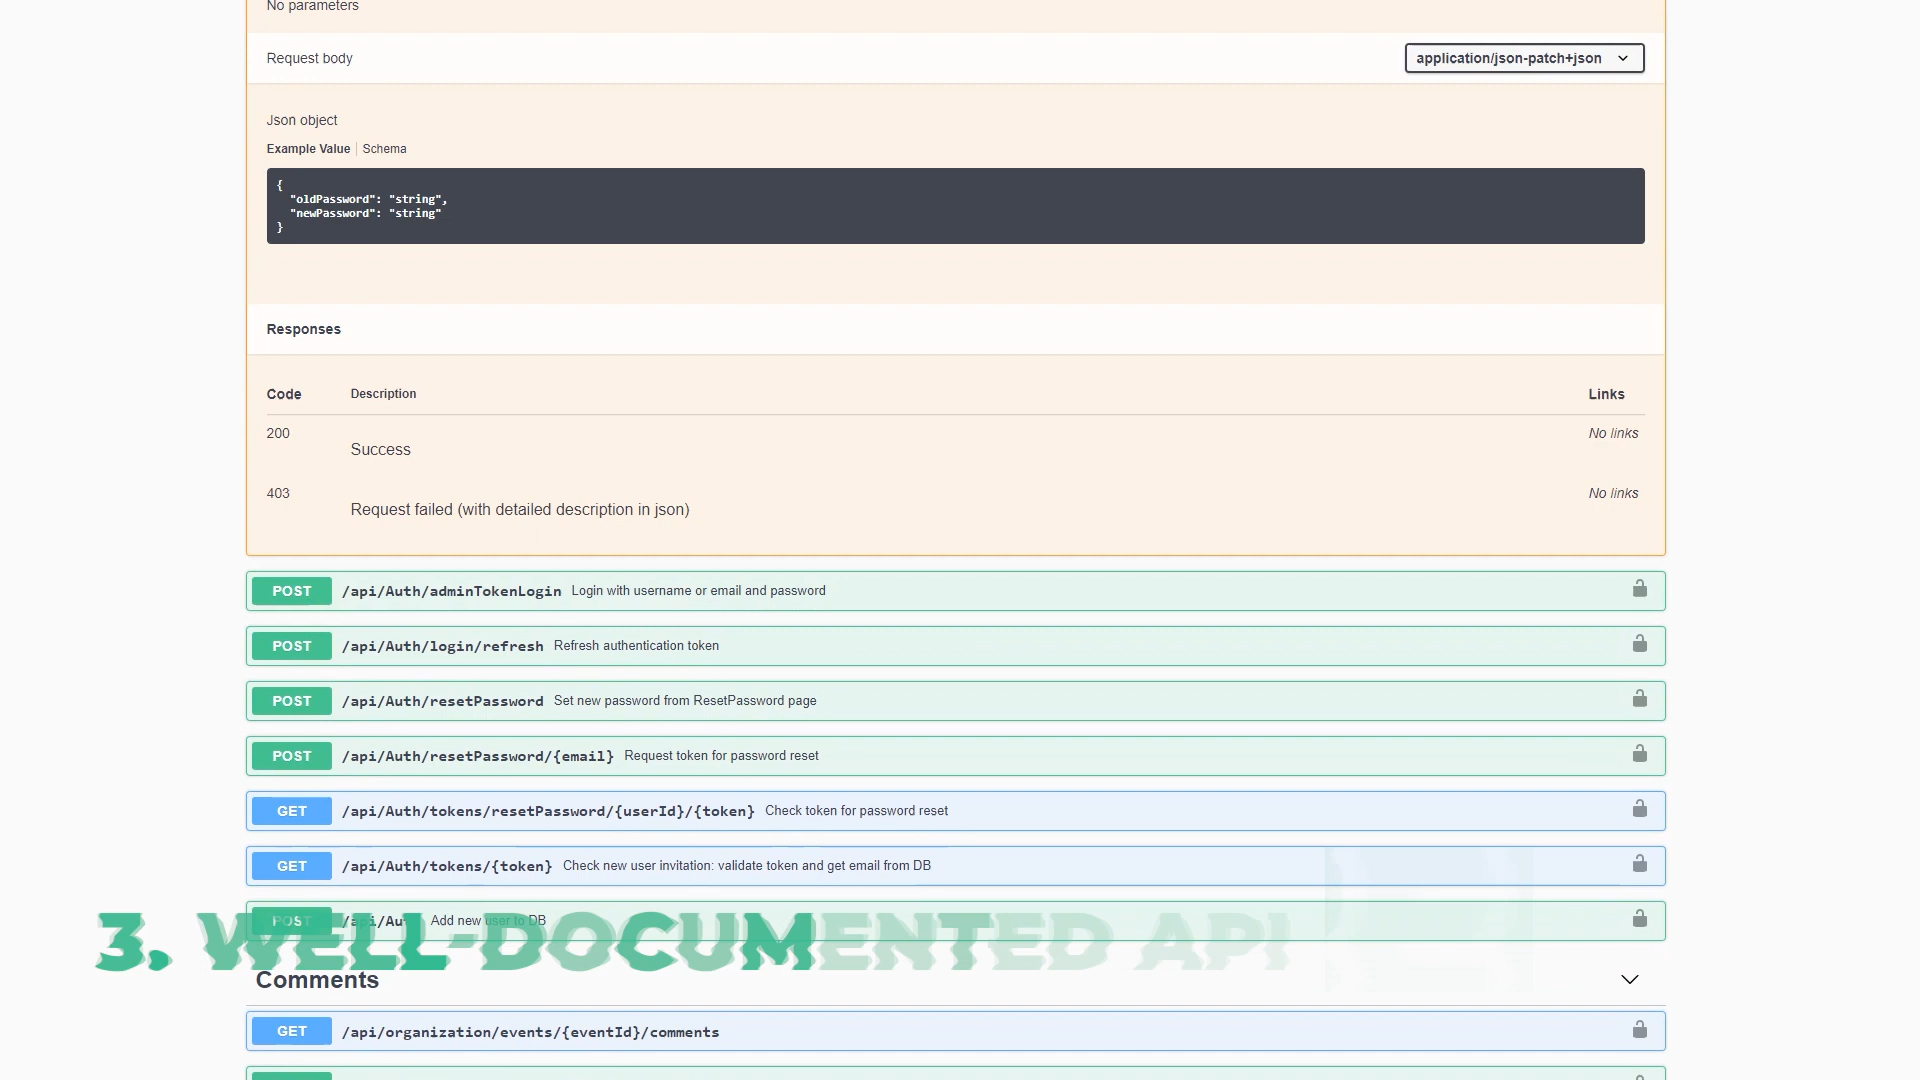 No parameters
Request body
application/json-patch+json
Json object
Example Value Schema
{
"oldPassword": "string",
"newPassword": "string"
}
Responses
Code Description Links
200 Success No links
403 Request failed (with detailed description in json) No links
POST /api/Auth/adminTokenLogin Login with username or email and password
POST /api/Auth/login/refresh Refresh authentication token
POST /api/Auth/resetPassword Set new password from ResetPassword page
POST /api/Auth/resetPassword/{email} Request token for password reset
GET /api/Auth/tokens/resetPassword/{userId}/{token} Check token for password reset
GET /api/Auth/tokens/{token} Check new user invitation: validate token and get email from DB
POST Add new user to DB
3. WELL-DOCUMENTED API
Comments
GET /api/organization/events/{eventId}/comments